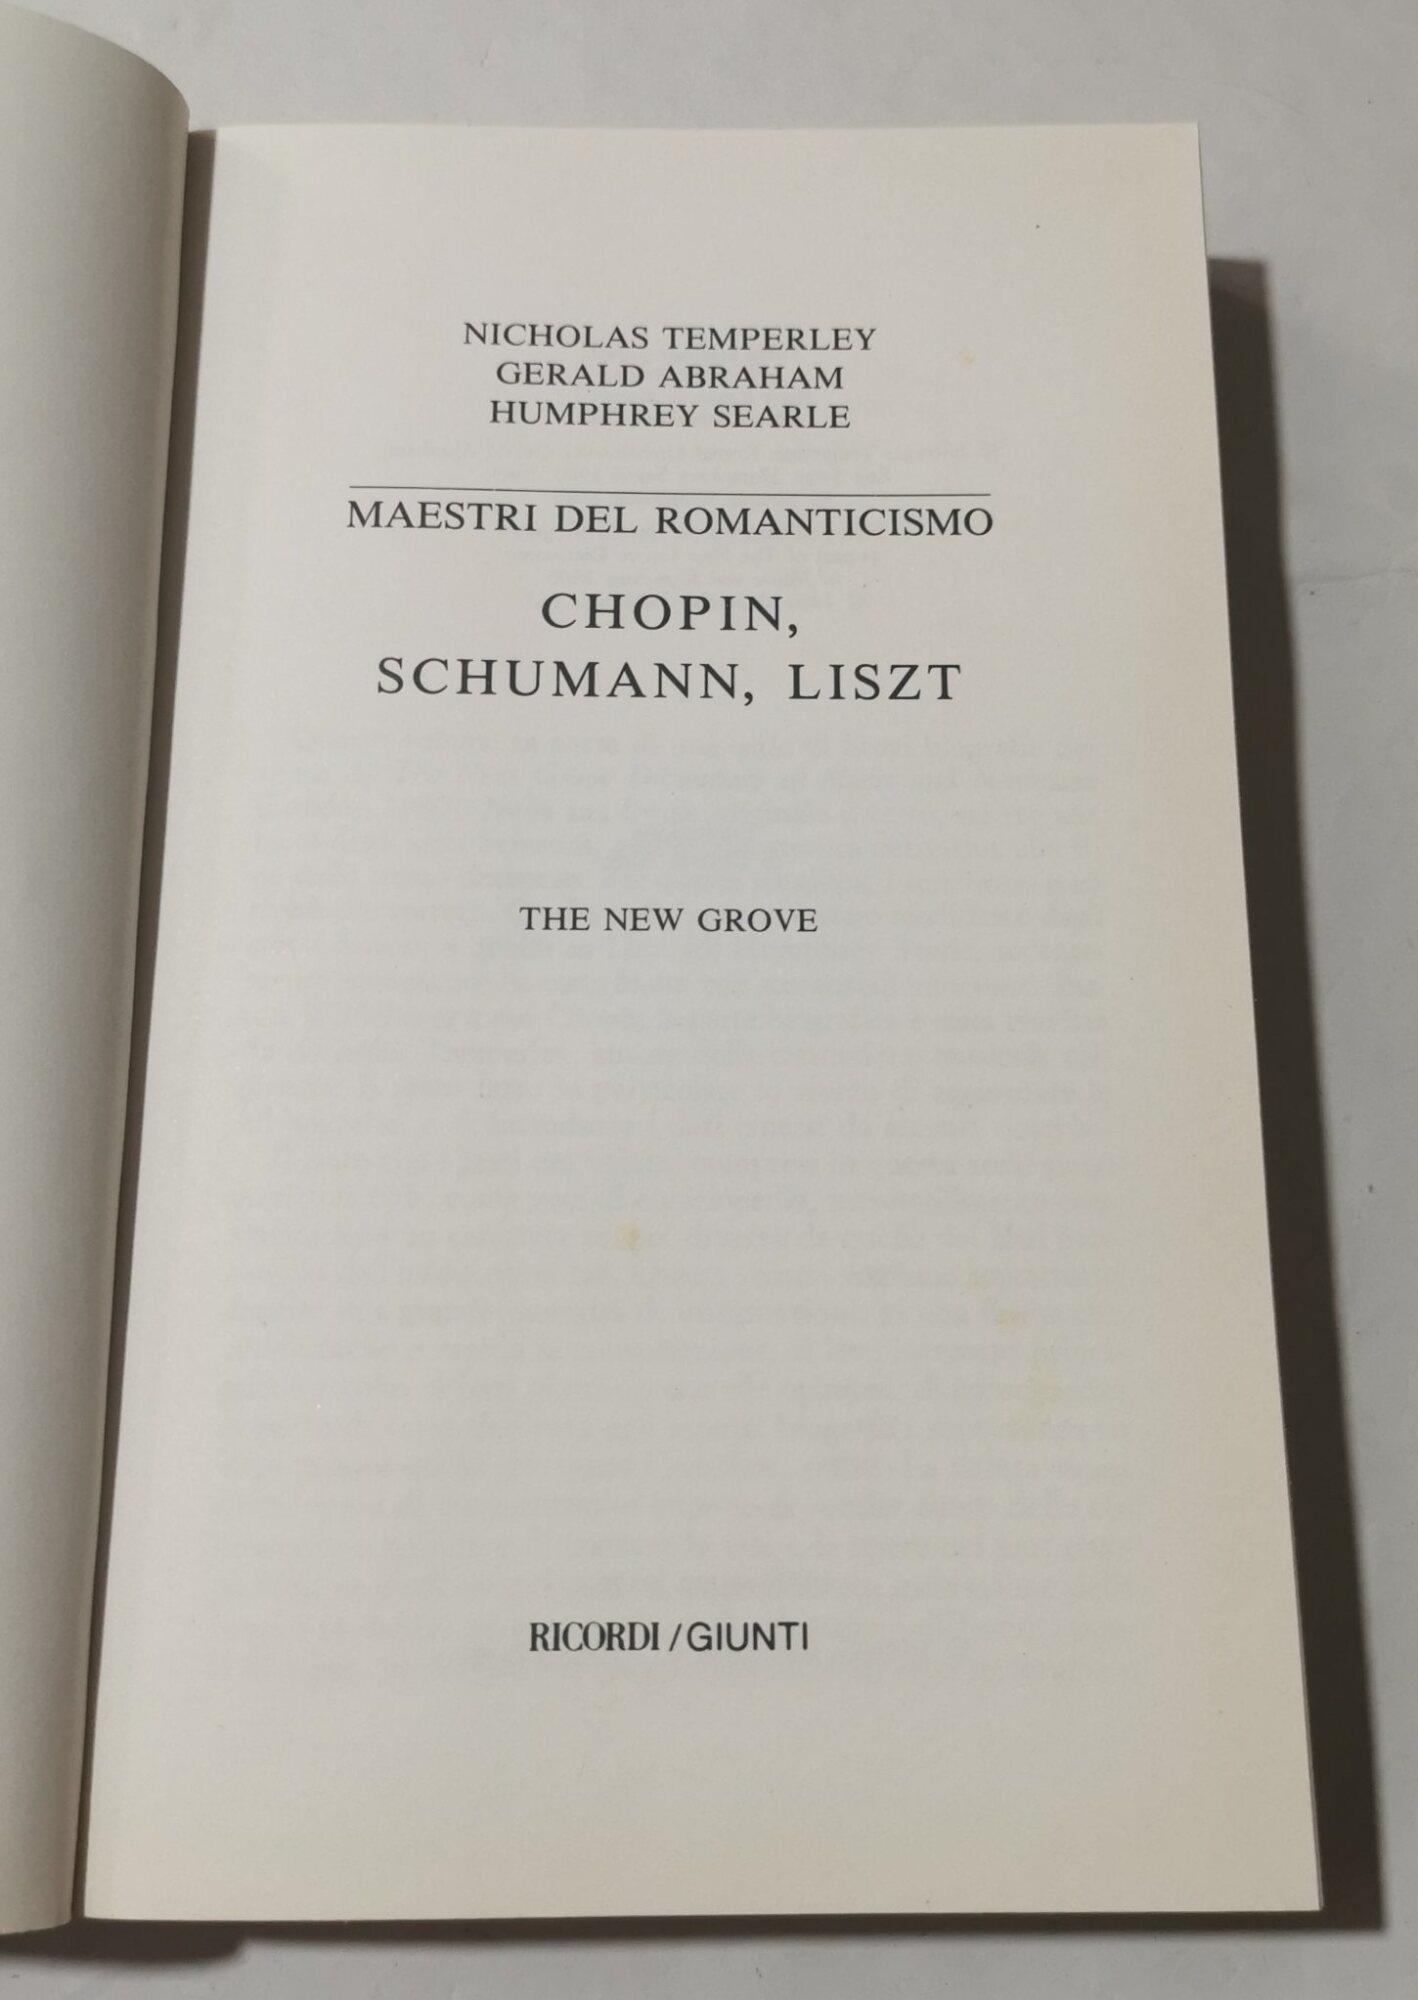 NICHOLAS TEMPERLEY
GERALD ABRAHAM
HUMPHREY SEARLE
MAESTRI DEL ROMANTICISMO
CHOPIN,
SCHUMANN, LISZT
THE NEW GROVE
RICORDI/GIUNTI